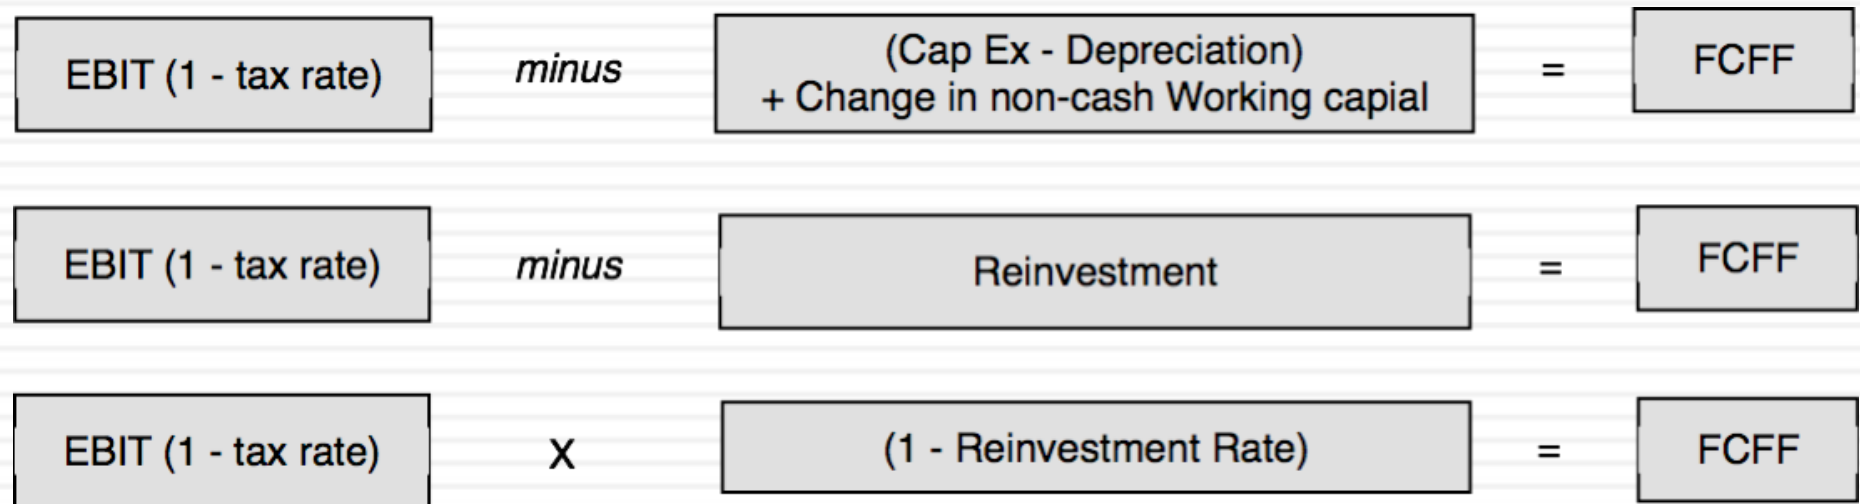 EBIT (1 - tax rate) minus (Cap Ex - Depreciation) = FCFF
+ Change in non-cash Working capial
EBIT (1 - tax rate) minus Reinvestment = FCFF
EBIT (1 - tax rate) X (1 - Reinvestment Rate) = FCFF